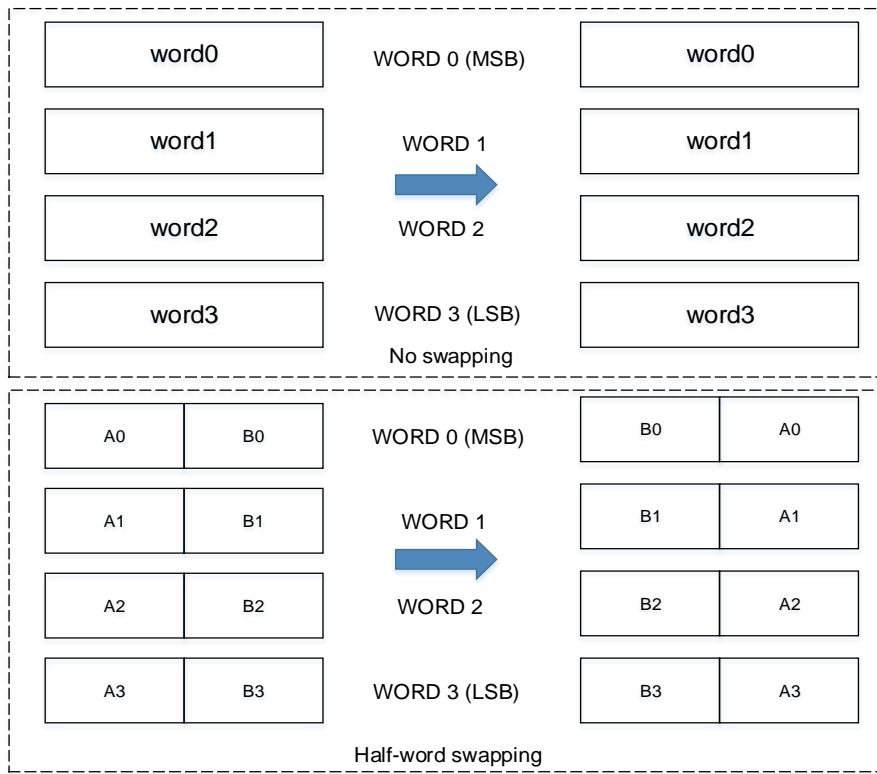 word0 WORD 0 (MSB) word0
word1 WORD 1 word1
word2 WORD 2 word2
word3 WORD 3 (LSB) word3
No swapping
A0 B0 WORD 0 (MSB) B0 A0
A1 B1 WORD 1 B1 A1
A2 B2 WORD 2 B2 A2
A3 B3 WORD 3 (LSB) B3 A3
Half-word swapping